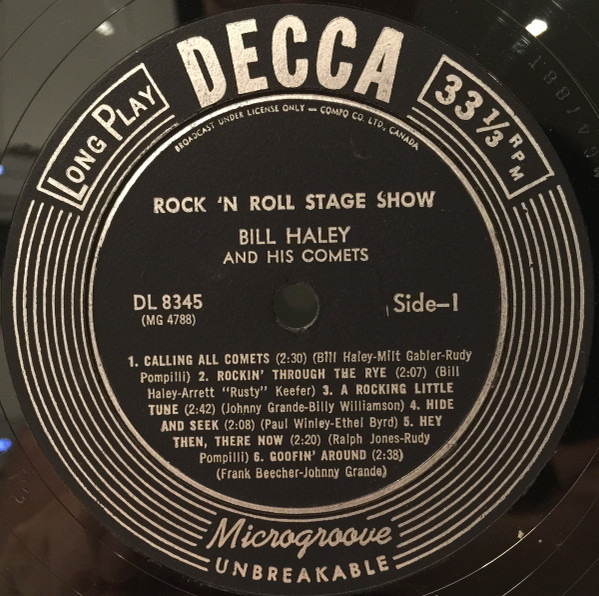 DECCA
LONG PLAY
33 1/3 RPM
BROADCAST UNDER LICENSE ONLY — COMPO CO. LTD., CANADA
ROCK 'N ROLL STAGE SHOW
BILL HALEY
AND HIS COMETS
DL 8345
(MG 4788)
Side–1
1. CALLING ALL COMETS (2:30) (Bill Haley-Milt Gabler-Rudy
Pompilli) 2. ROCKIN' THROUGH THE RYE (2:07) (Bill
Haley-Arrett "Rusty" Keefer) 3. A ROCKING LITTLE
TUNE (2:42) (Johnny Grande-Billy Williamson) 4. HIDE
AND SEEK (2:08) (Paul Winley-Ethel Byrd) 5. HEY
THEN, THERE NOW (2:20) (Ralph Jones-Rudy
Pompilli) 6. GOOFIN' AROUND (2:38)
(Frank Beecher-Johnny Grande)
Microgroove
UNBREAKABLE